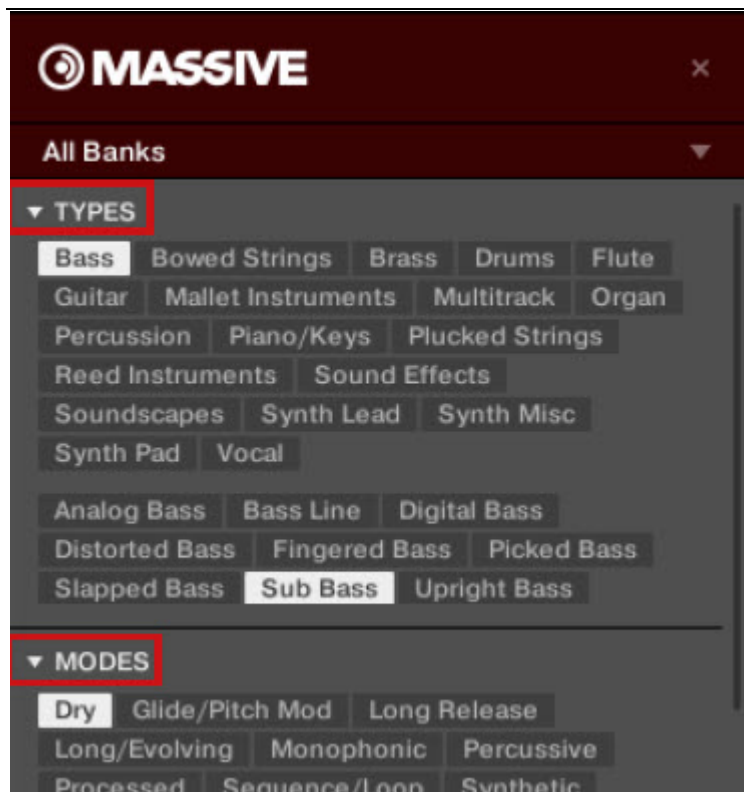 MASSIVE ×
All Banks
TYPES
Bass Bowed Strings Brass Drums Flute
Guitar Mallet Instruments Multitrack Organ
Percussion Piano/Keys Plucked Strings
Reed Instruments Sound Effects
Soundscapes Synth Lead Synth Misc
Synth Pad Vocal
Analog Bass Bass Line Digital Bass
Distorted Bass Fingered Bass Picked Bass
Slapped Bass Sub Bass Upright Bass
MODES
Dry Glide/Pitch Mod Long Release
Long/Evolving Monophonic Percussive
Processed Sequence/Loop Synthetic